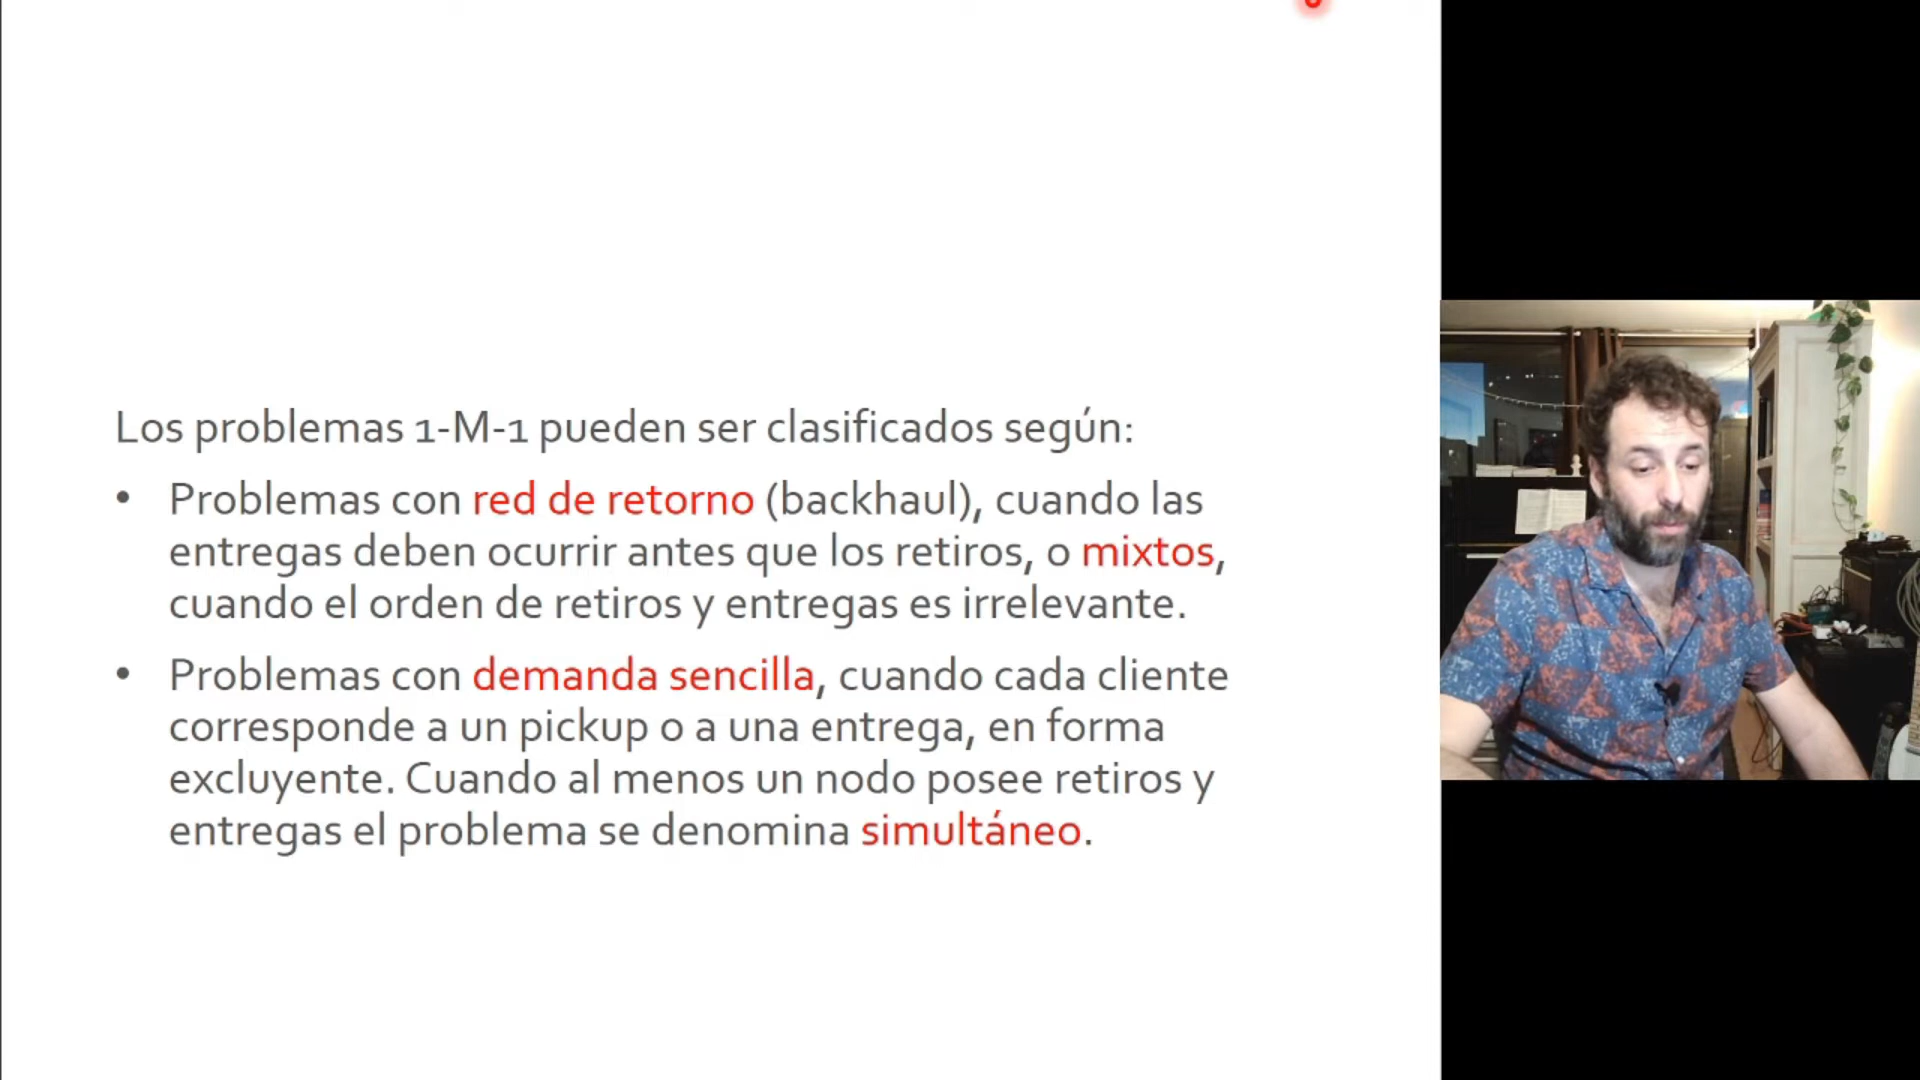 Los problemas 1-M-1 pueden ser clasificados según:
• Problemas con red de retorno (backhaul), cuando las
entregas deben ocurrir antes que los retiros, o mixtos,
cuando el orden de retiros y entregas es irrelevante.
• Problemas con demanda sencilla, cuando cada cliente
corresponde a un pickup o a una entrega, en forma
excluyente. Cuando al menos un nodo posee retiros y
entregas el problema se denomina simultáneo.